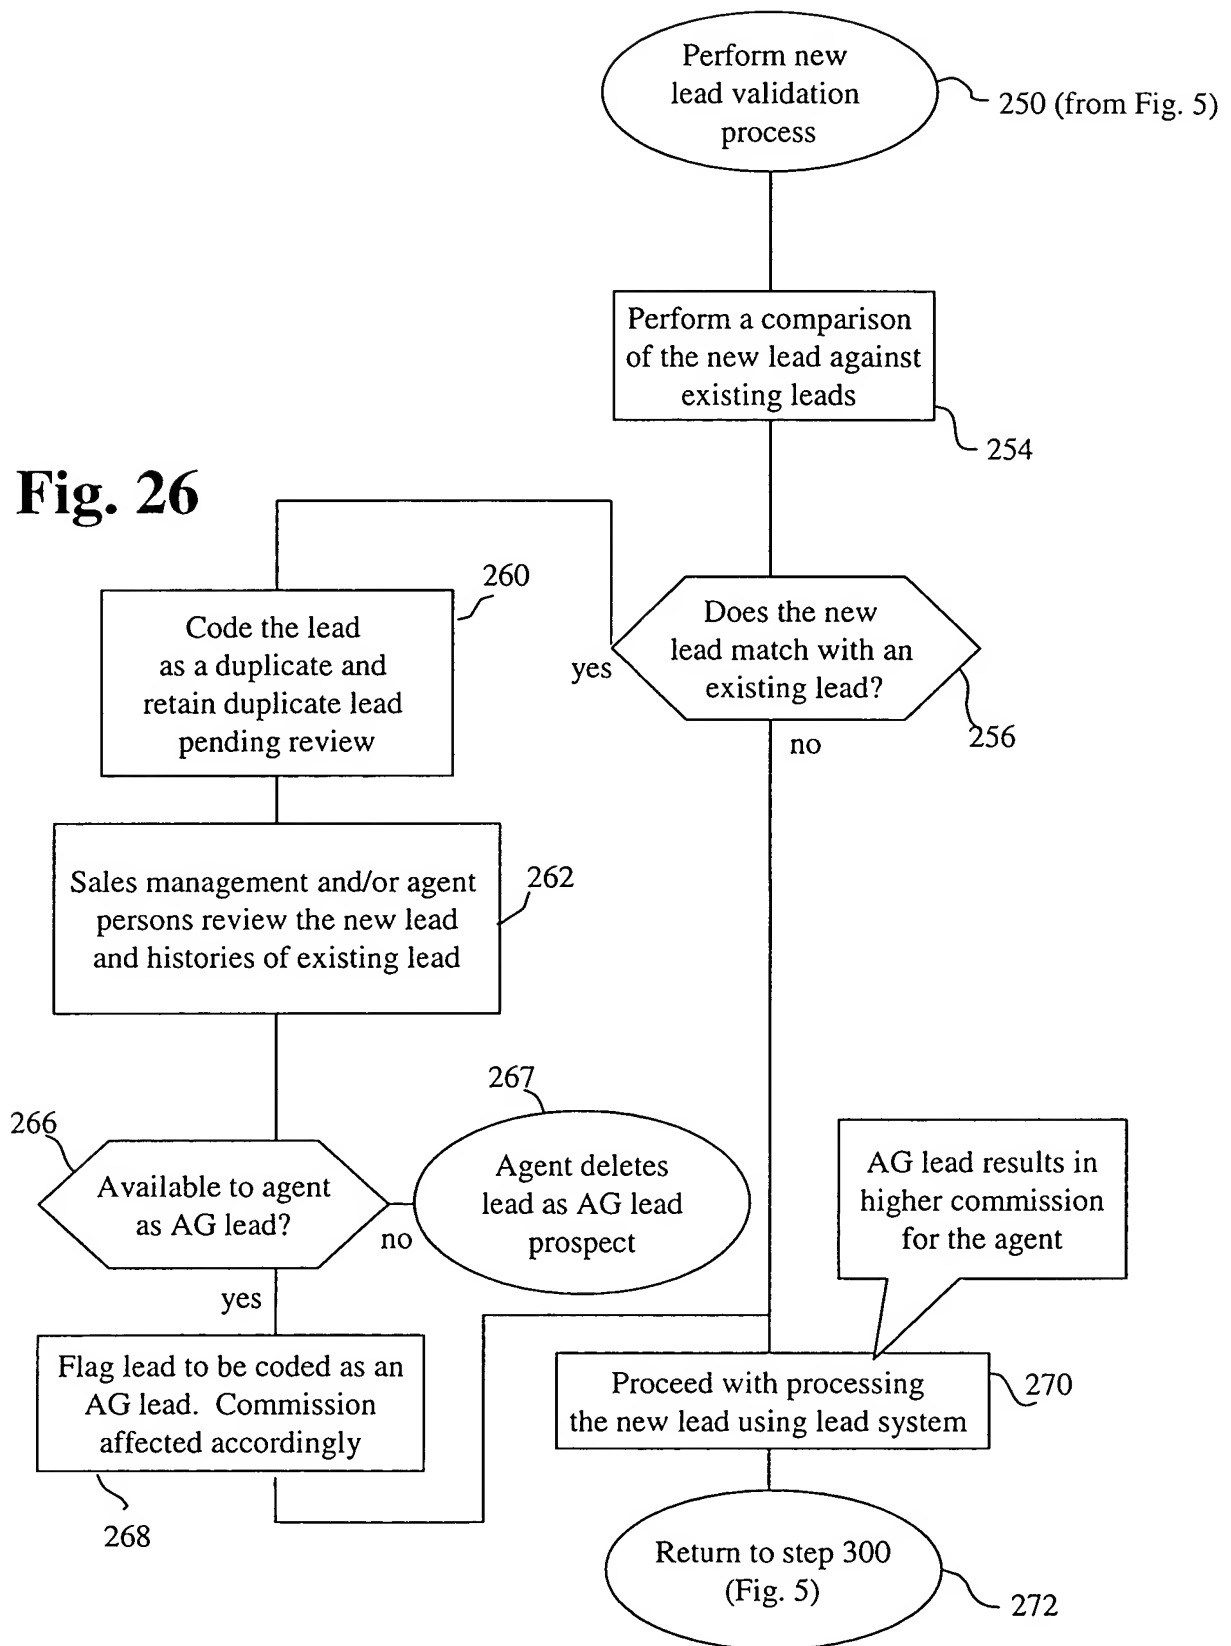 Perform new
lead validation
process
250 (from Fig. 5)
Perform a comparison
of the new lead against
existing leads
254
Fig. 26
260
Code the lead
as a duplicate and
retain duplicate lead
pending review
Does the new
lead match with an
existing lead?
yes
256
no
Sales management and/or agent
persons review the new lead
and histories of existing lead
262
267
266
Available to agent
as AG lead?
no
Agent deletes
lead as AG lead
prospect
AG lead results in
higher commission
for the agent
yes
Flag lead to be coded as an
AG lead. Commission
affected accordingly
268
Proceed with processing
the new lead using lead system
270
Return to step 300
(Fig. 5)
272